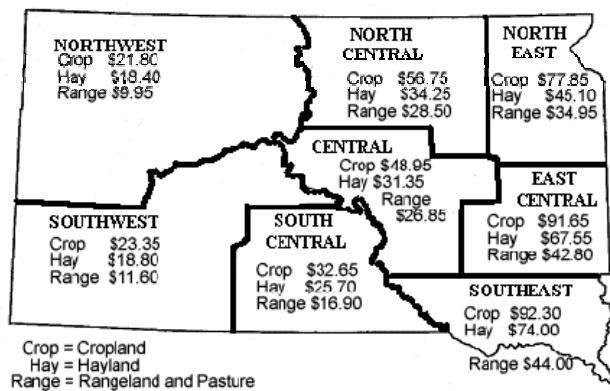 NORTHWEST
Crop $21.80
Hay $18.40
Range $9.95
NORTH
CENTRAL
Crop $56.75
Hay $34.25
Range $28.50
NORTH
EAST
Crop $77.85
Hay $45.10
Range $34.95
CENTRAL
Crop $48.95
Hay $31.35
Range
$26.85
EAST
CENTRAL
Crop $91.65
Hay $67.55
Range $42.80
SOUTHWEST
Crop $23.35
Hay $18.80
Range $11.60
SOUTH
CENTRAL
Crop $32.65
Hay $25.70
Range $16.90
SOUTHEAST
Crop $92.30
Hay $74.00
Range $44.00
Crop = Cropland
Hay = Hayland
Range = Rangeland and Pasture